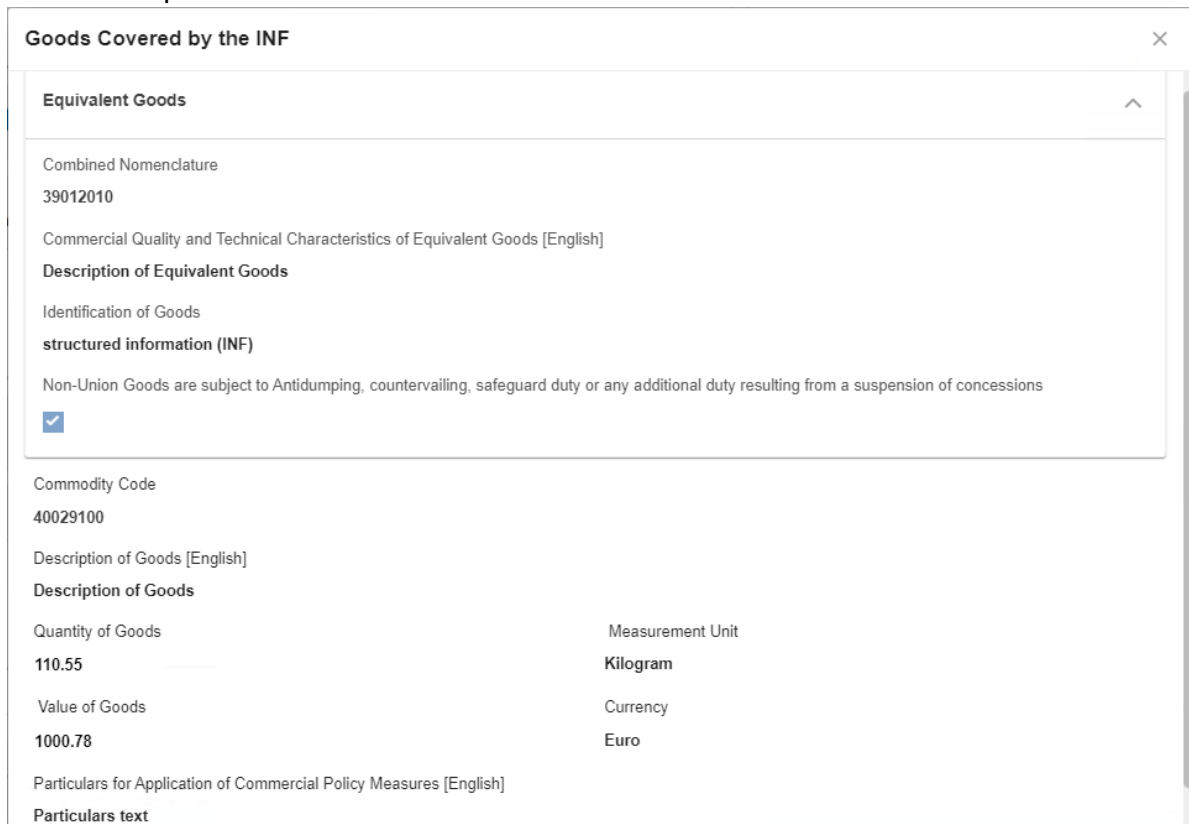 Goods Covered by the INF
Equivalent Goods
Combined Nomenclature
39012010
Commercial Quality and Technical Characteristics of Equivalent Goods [English]
Description of Equivalent Goods
Identification of Goods
structured information (INF)
Non-Union Goods are subject to Antidumping, countervailing, safeguard duty or any additional duty resulting from a suspension of concessions
Commodity Code
40029100
Description of Goods [English]
Description of Goods
Quantity of Goods Measurement Unit
110.55 Kilogram
Value of Goods Currency
1000.78 Euro
Particulars for Application of Commercial Policy Measures [English]
Particulars text